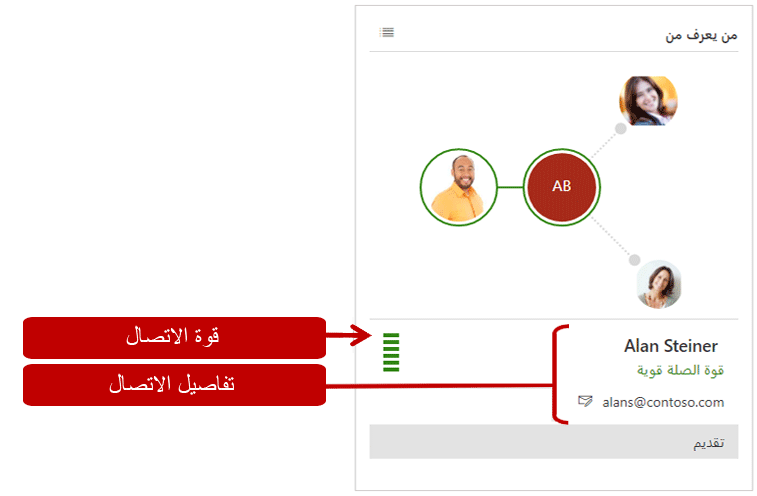 من يعرف من
AB
قوة الاتصال
تفاصيل الاتصال
Alan Steiner
قوة الصلة قوية
alans@contoso.com
تقديم